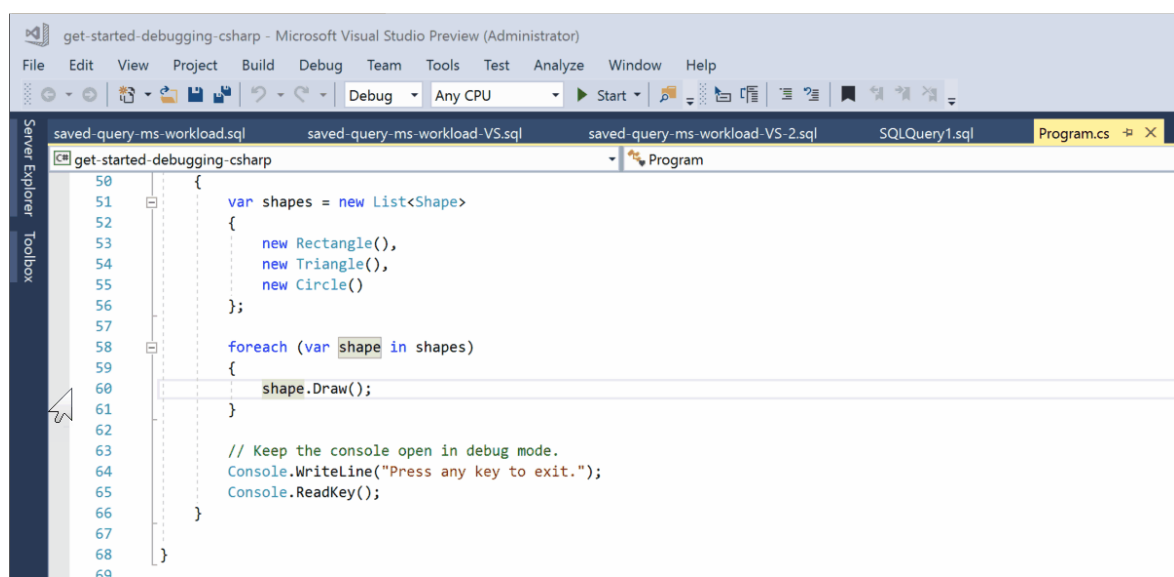 get-started-debugging-csharp - Microsoft Visual Studio Preview (Administrator)
File Edit View Project Build Debug Team Tools Test Analyze Window Help
Debug Any CPU Start
Server Explorer
Toolbox
saved-query-ms-workload.sql saved-query-ms-workload-VS.sql saved-query-ms-workload-VS-2.sql SQLQuery1.sql Program.cs
C# get-started-debugging-csharp Program
50 {
51 var shapes = new List<Shape>
52 {
53 new Rectangle(),
54 new Triangle(),
55 new Circle()
56 };
57
58 foreach (var shape in shapes)
59 {
60 shape.Draw();
61 }
62
63 // Keep the console open in debug mode.
64 Console.WriteLine("Press any key to exit.");
65 Console.ReadKey();
66 }
67
68 }
69